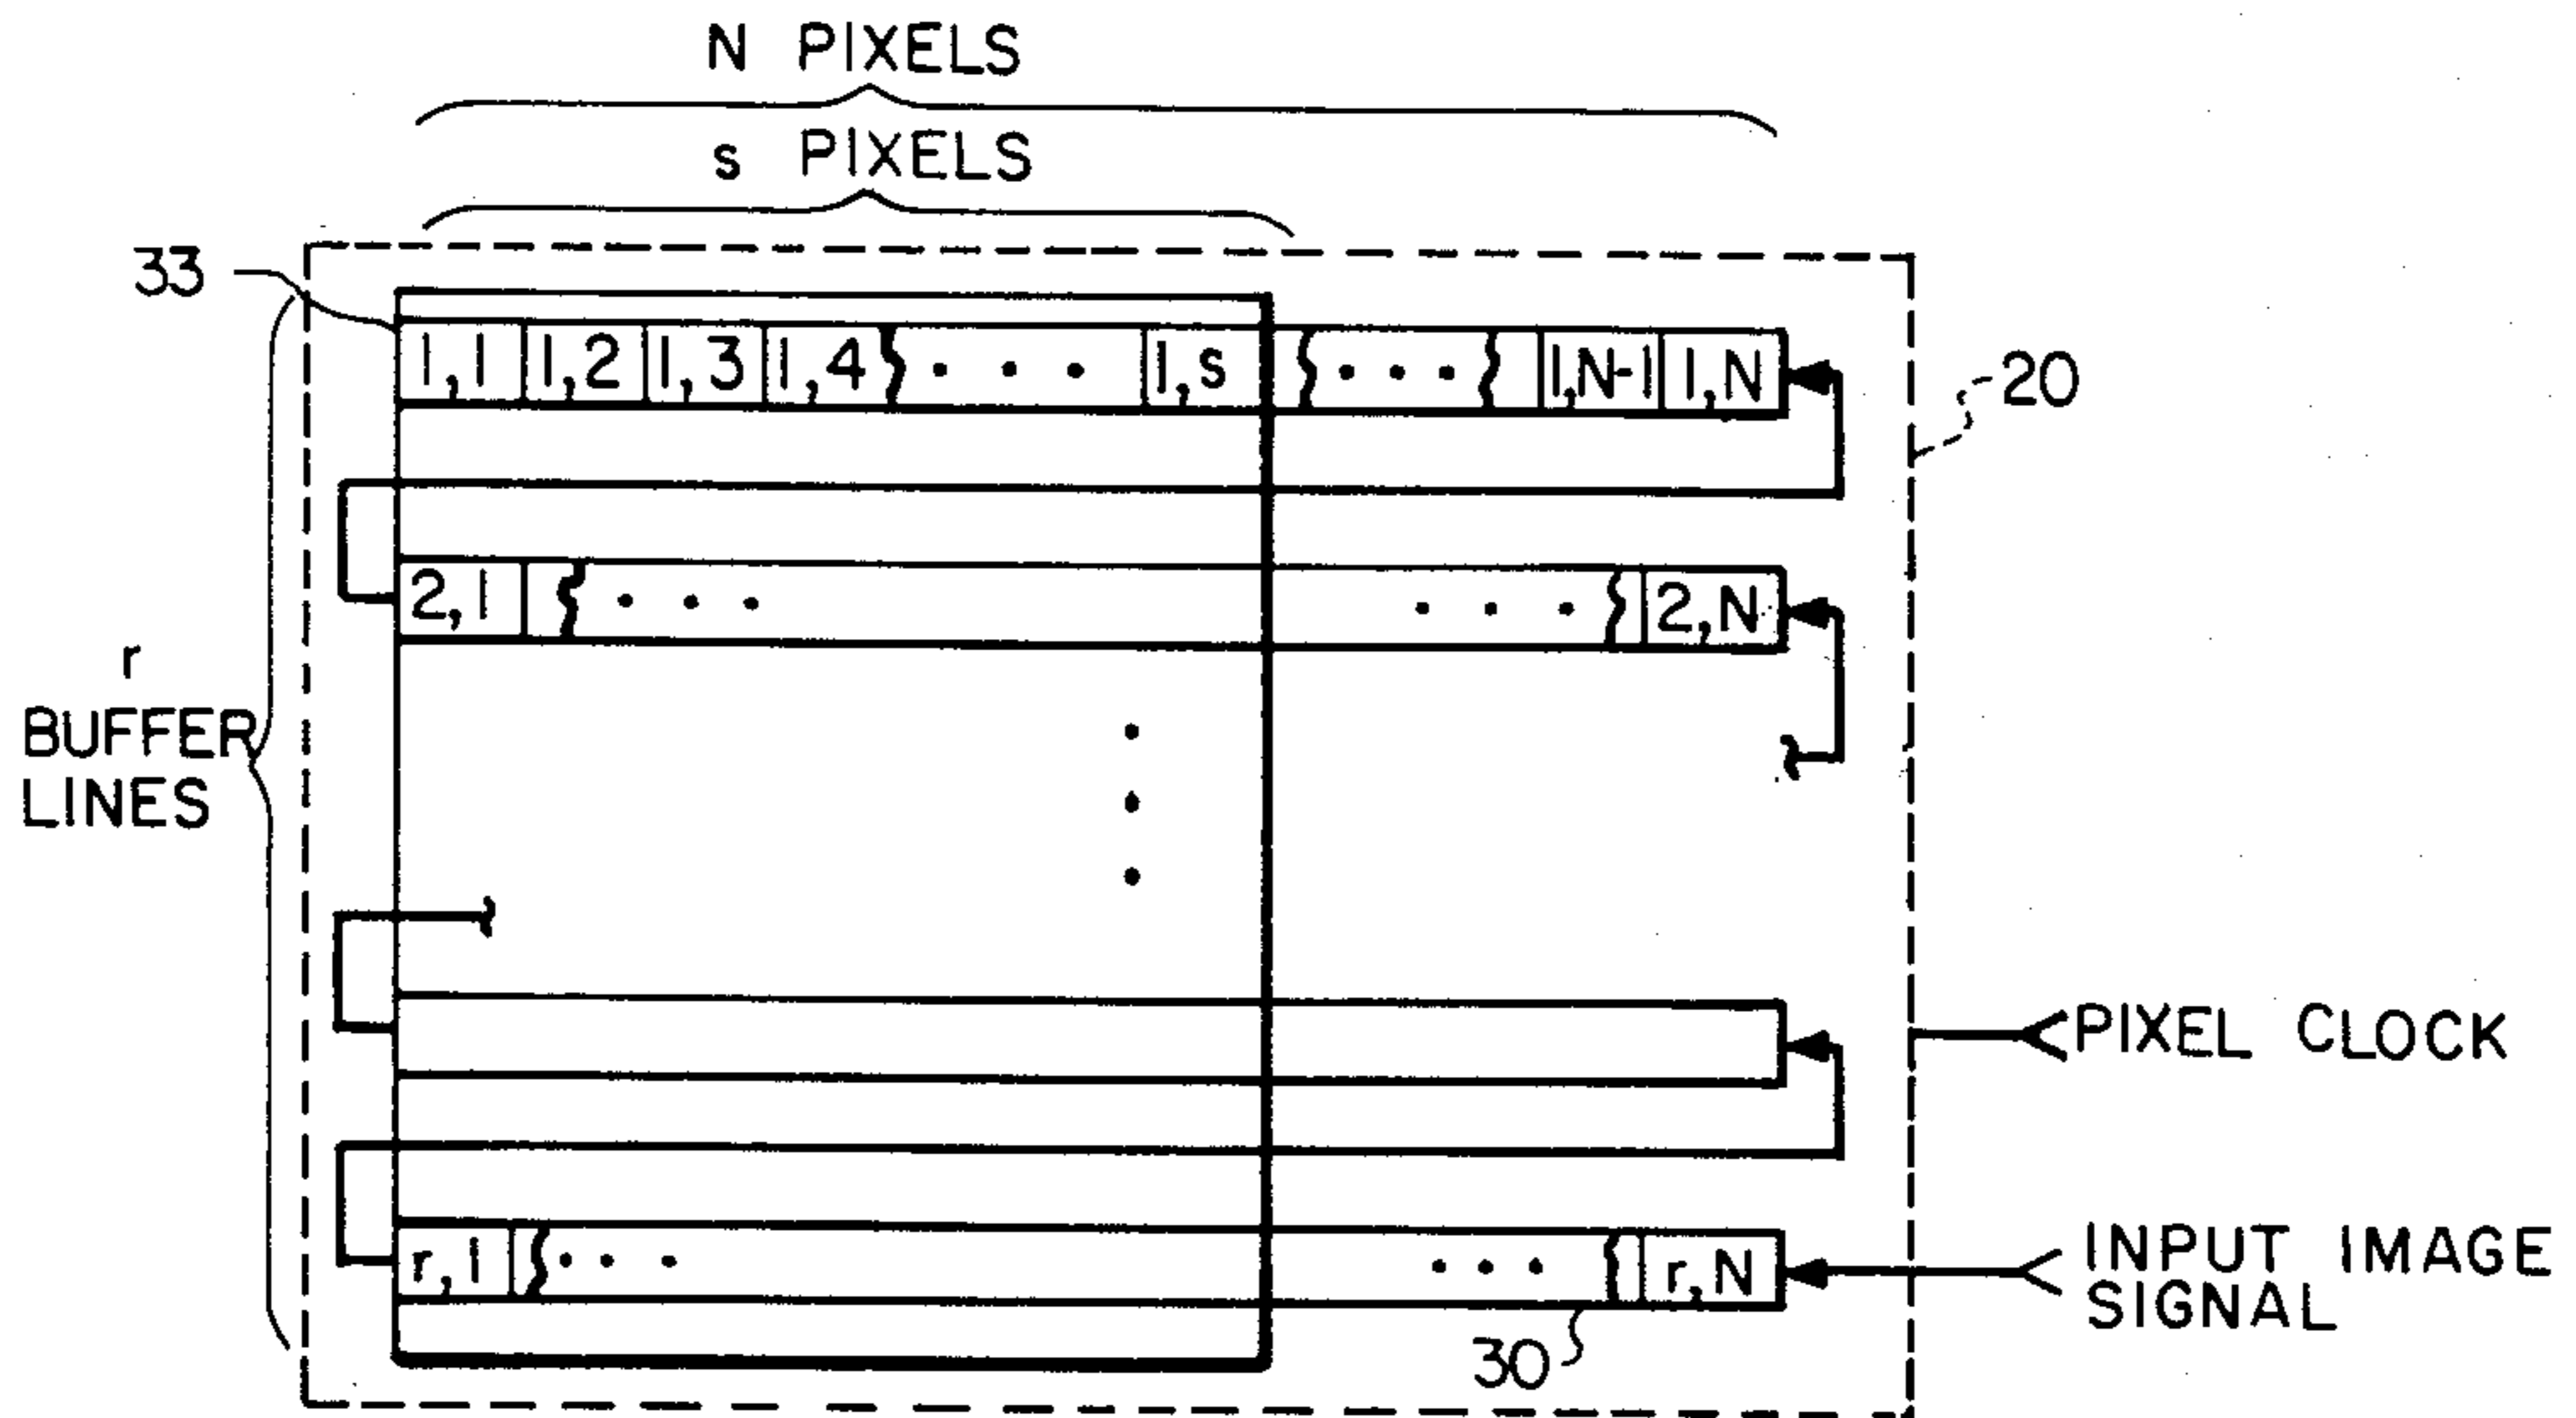 N PIXELS
s PIXELS
33
1,1 1,2 1,3 1,4 . . . 1,s . . . 1,N-1 1,N
20
2,1 . . . . . . 2,N
r
BUFFER
LINES
PIXEL CLOCK
r,1 . . . . . . r,N
INPUT IMAGE
SIGNAL
30